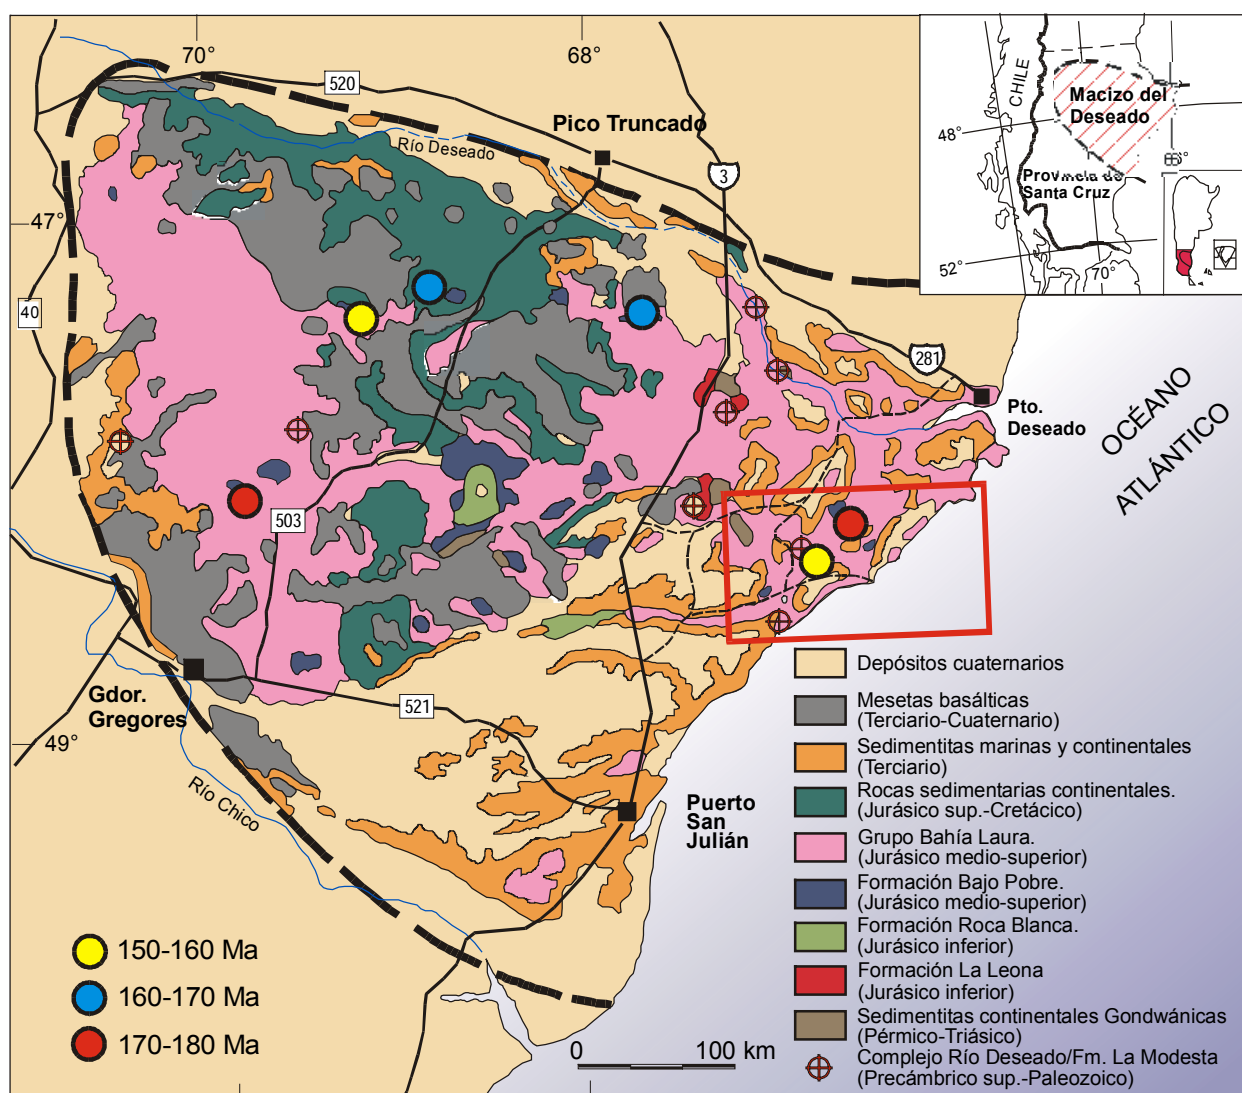 70°
68°
520
Pico Truncado
Río Deseado
3
47°
40
281
Pto.
Deseado
OCÉANO
ATLÁNTICO
503
Gdor.
Gregores
521
49°
Río Chico
Puerto
San
Julián
CHILE
Macizo del
Deseado
48°
Santa Cruz
52°
70°
Depósitos cuaternarios
Mesetas basálticas
(Terciario-Cuaternario)
Sedimentitas marinas y continentales
(Terciario)
Rocas sedimentarias continentales.
(Jurásico sup.-Cretácico)
Grupo Bahía Laura.
(Jurásico medio-superior)
Formación Bajo Pobre.
(Jurásico medio-superior)
Formación Roca Blanca.
(Jurásico inferior)
Formación La Leona
(Jurásico inferior)
Sedimentitas continentales Gondwánicas
(Pérmico-Triásico)
Complejo Río Deseado/Fm. La Modesta
(Precámbrico sup.-Paleozoico)
150-160 Ma
160-170 Ma
170-180 Ma
0 100 km